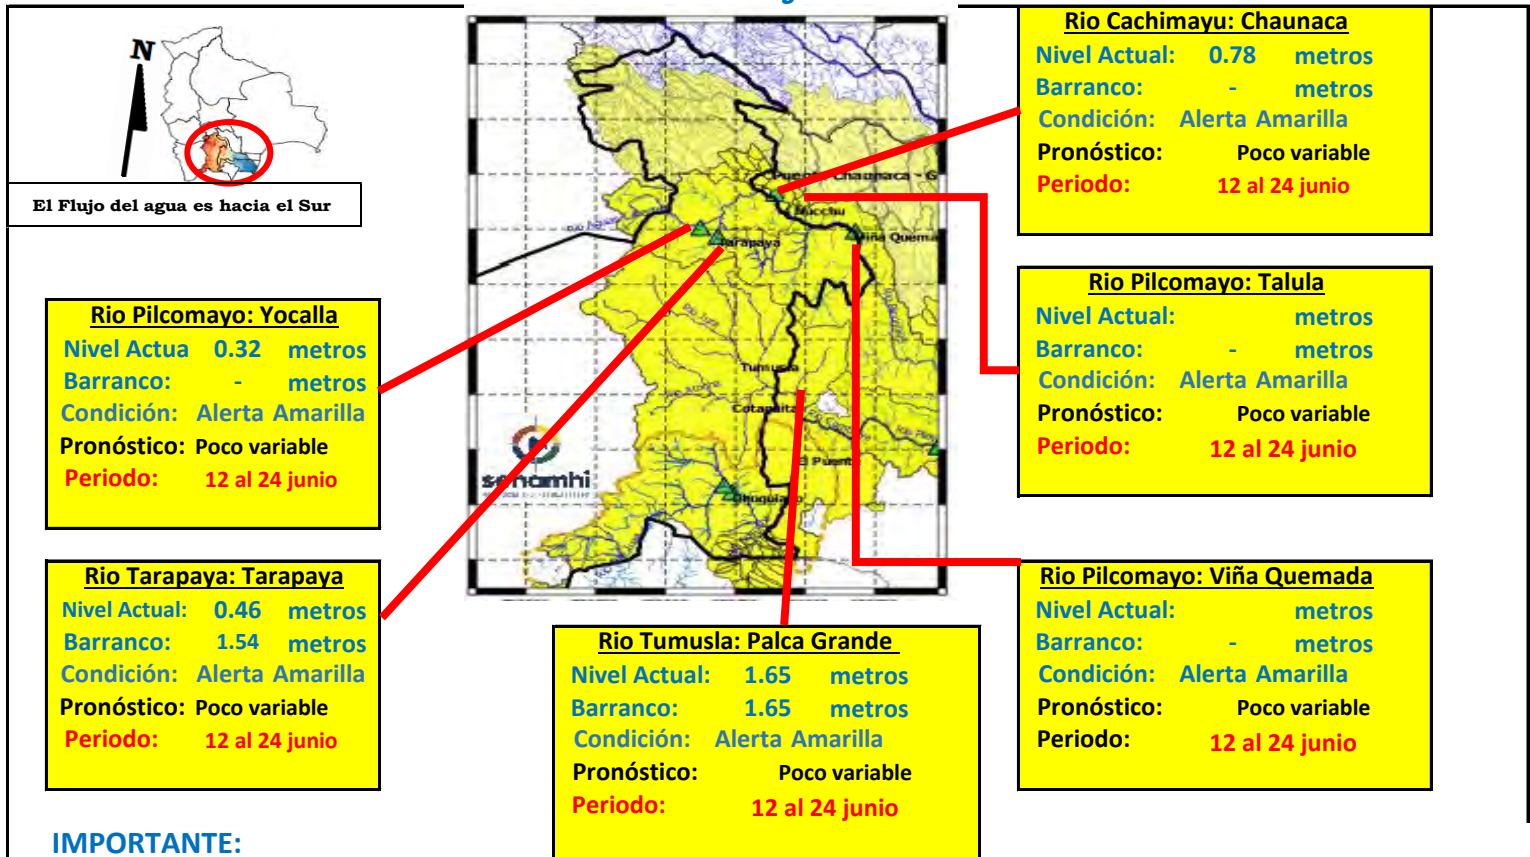 N
El Flujo del agua es hacia el Sur
Rio Cachimayu: Chaunaca
Nivel Actual: 0.78 metros
Barranco: - metros
Condición: Alerta Amarilla
Pronóstico: Poco variable
Periodo: 12 al 24 junio
Rio Pilcomayo: Talula
Nivel Actual: metros
Barranco: - metros
Condición: Alerta Amarilla
Pronóstico: Poco variable
Periodo: 12 al 24 junio
Rio Pilcomayo: Yocalla
Nivel Actua 0.32 metros
Barranco: - metros
Condición: Alerta Amarilla
Pronóstico: Poco variable
Periodo: 12 al 24 junio
Rio Tarapaya: Tarapaya
Nivel Actual: 0.46 metros
Barranco: 1.54 metros
Condición: Alerta Amarilla
Pronóstico: Poco variable
Periodo: 12 al 24 junio
Rio Tumusla: Palca Grande
Nivel Actual: 1.65 metros
Barranco: 1.65 metros
Condición: Alerta Amarilla
Pronóstico: Poco variable
Periodo: 12 al 24 junio
Rio Pilcomayo: Viña Quemada
Nivel Actual: metros
Barranco: - metros
Condición: Alerta Amarilla
Pronóstico: Poco variable
Periodo: 12 al 24 junio
Puente Chaunaca - G
Tarapaya
Viña Quema
Tumusla
Cotagaita
El Puente
senamhi
IMPORTANTE: